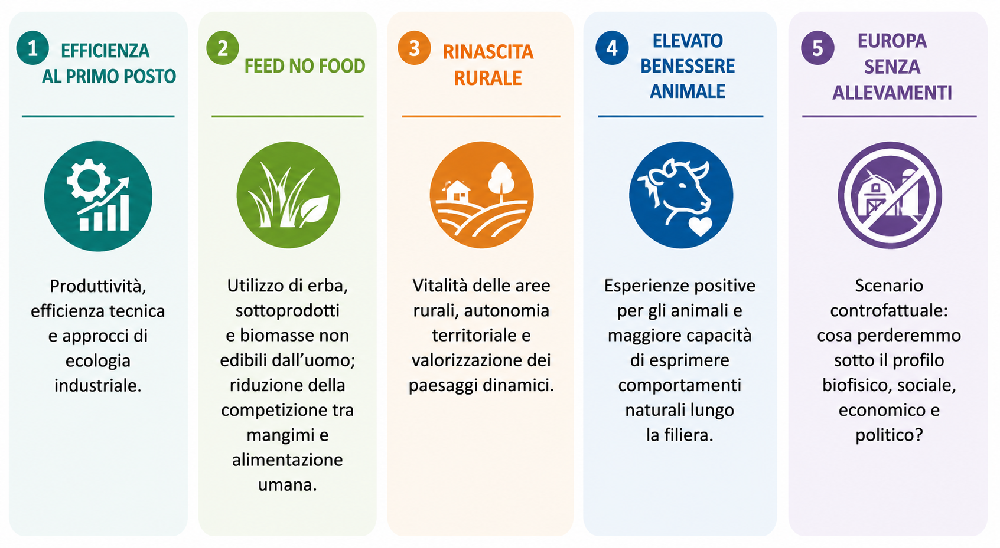 1
EFFICIENZA
AL PRIMO POSTO
Produttività,
efficienza tecnica
e approcci di
ecologia
industriale.
2
FEED NO FOOD
Utilizzo di erba,
sottoprodotti
e biomasse non
edibili dall’uomo;
riduzione della
competizione tra
mangimi e
alimentazione
umana.
3
RINASCITA
RURALE
Vitalità delle aree
rurali, autonomia
territoriale e
valorizzazione dei
paesaggi dinamici.
4
ELEVATO
BENESSERE
ANIMALE
Esperienze positive
per gli animali e
maggiore capacità
di esprimere
comportamenti
naturali lungo
la filiera.
5
EUROPA
SENZA
ALLEVAMENTI
Scenario
controfattuale:
cosa perderemmo
sotto il profilo
biofisico, sociale,
economico e
politico?